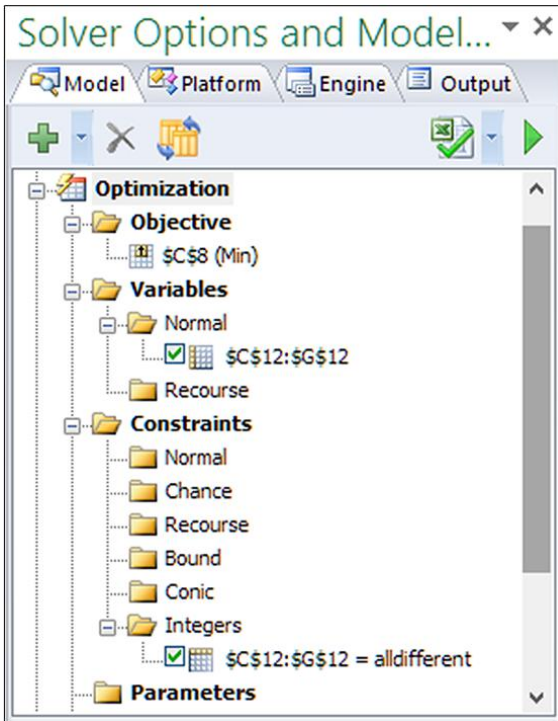 Solver Options and Model...
Model Platform Engine Output
Optimization
Objective
$C$8 (Min)
Variables
Normal
$C$12:$G$12
Recourse
Constraints
Normal
Chance
Recourse
Bound
Conic
Integers
$C$12:$G$12 = alldifferent
Parameters